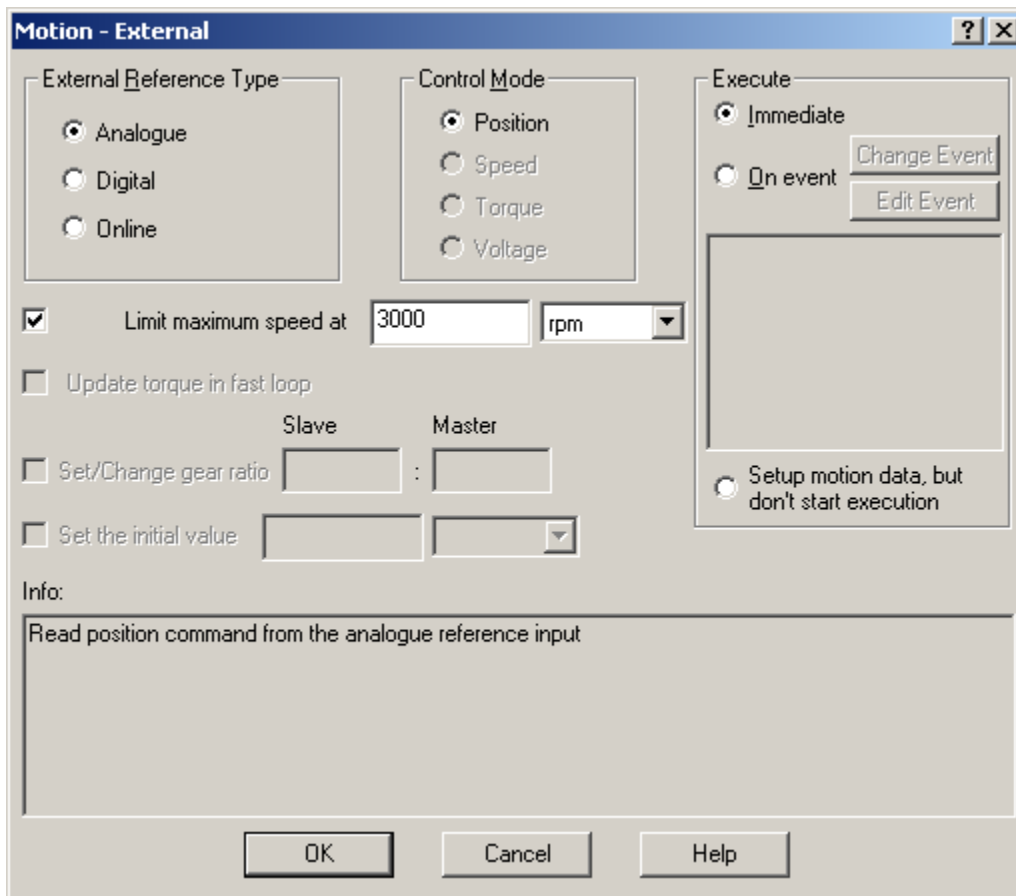 Motion - External
External Reference Type
Analogue
Digital
Online
Control Mode
Position
Speed
Torque
Voltage
Execute
Immediate
On event
Change Event
Edit Event
Setup motion data, but
don't start execution
Limit maximum speed at 3000 rpm
Update torque in fast loop
Slave Master
Set/Change gear ratio :
Set the initial value
Info:
Read position command from the analogue reference input
OK Cancel Help